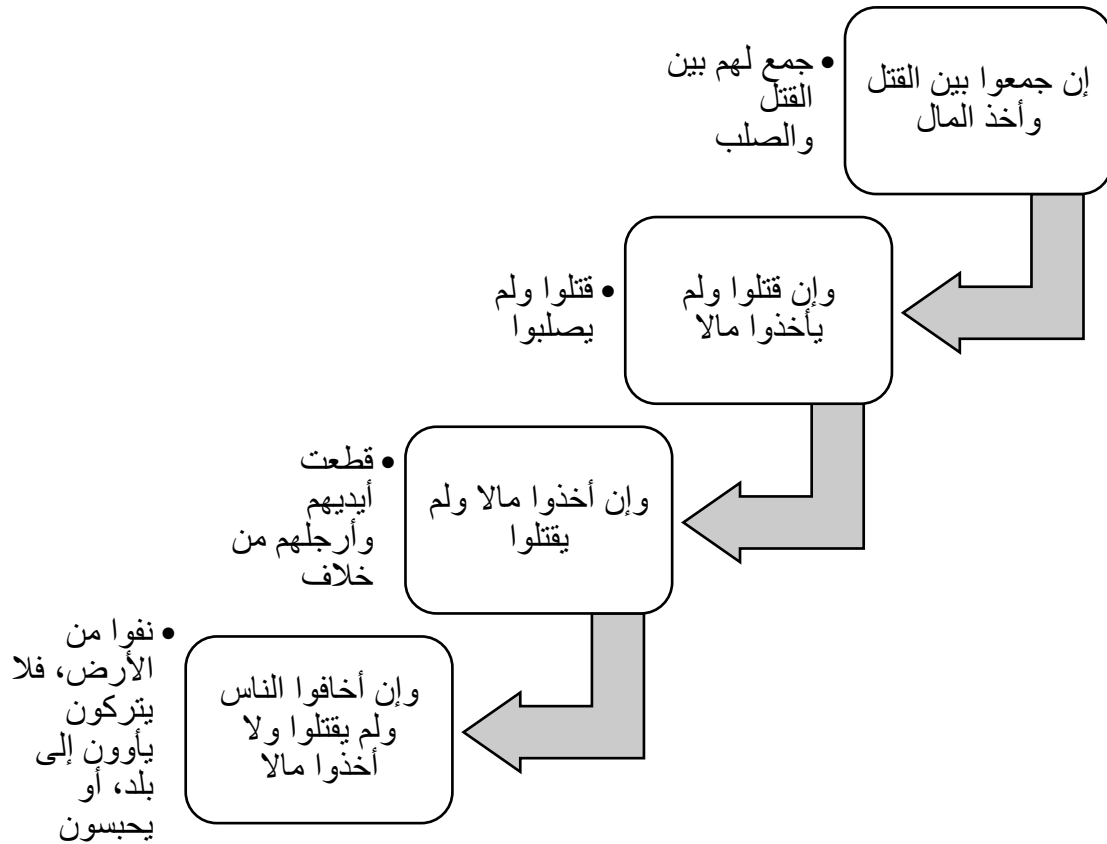 إن جمعوا بين القتل
وأخذ المال
• جمع لهم بين
القتل
والصلب
وإن قتلوا ولم
يأخذوا مالا
• قتلوا ولم
يصلبوا
وإن أخذوا مالا ولم
يقتلوا
• قطعت
أيديهم
وأرجلهم من
خلاف
وإن أخافوا الناس
ولم يقتلوا ولا
أخذوا مالا
• نفوا من
الأرض، فلا
يتركون
يأوون إلى
بلد، أو
يحبسون